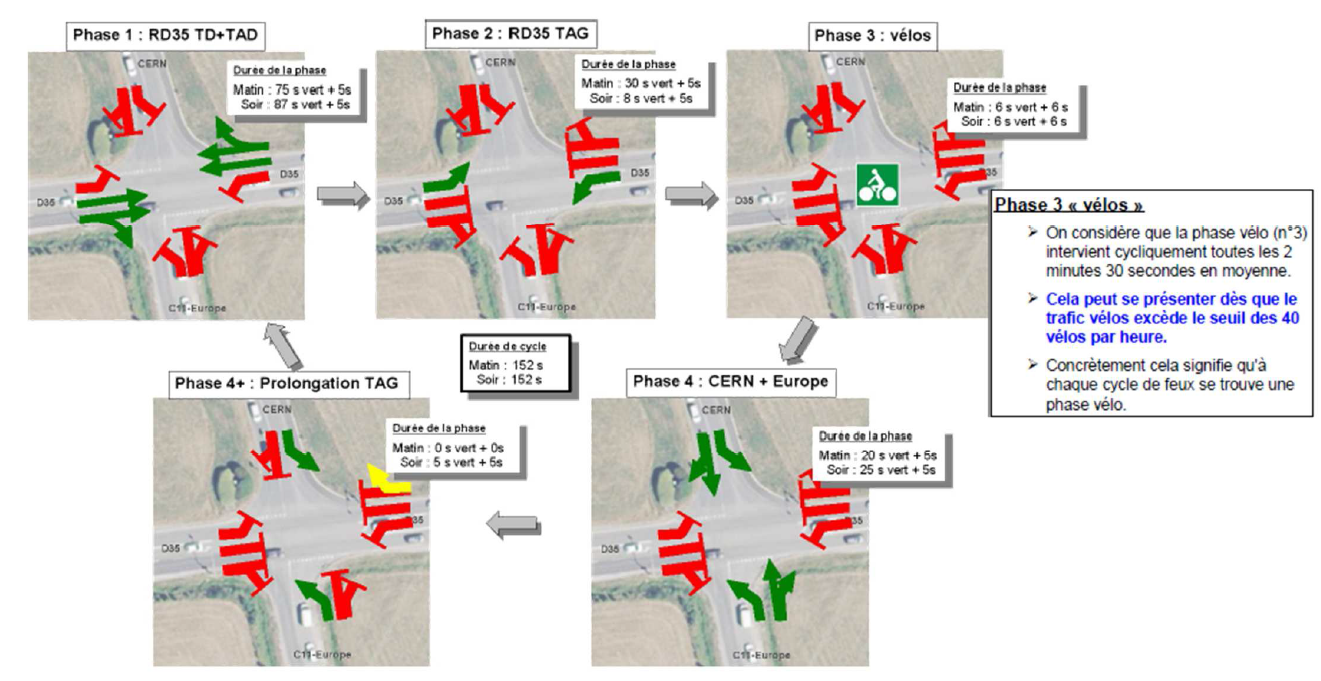 Phase 1 : RD35 TD+TAD
CERN
Durée de la phase
Matin : 75 s vert + 5s
Soir : 87 s vert + 5s
D35
D35
C11-Europe
Phase 2 : RD35 TAG
CERN
Durée de la phase
Matin : 30 s vert + 5s
Soir : 8 s vert + 5s
D35
D35
C11-Europe
Phase 3 : vélos
Durée de la phase
Matin : 6 s vert + 6 s
Soir : 6 s vert + 6 s
D35
C11-Europe
Phase 3 « vélos »
On considère que la phase vélo (n°3)
intervient cycliquement toutes les 2
minutes 30 secondes en moyenne.
Cela peut se présenter dès que le
trafic vélos excède le seuil des 40
vélos par heure.
Concrètement cela signifie qu'à
chaque cycle de feux se trouve une
phase vélo.
Durée de cycle
Matin : 152 s
Soir : 152 s
Phase 4+ : Prolongation TAG
CERN
Durée de la phase
Matin : 0 s vert + 0s
Soir : 5 s vert + 5s
D35
D35
C11-Europe
Phase 4 : CERN + Europe
CERN
Durée de la phase
Matin : 20 s vert + 5s
Soir : 25 s vert + 5s
D35
D35
C11-Europe